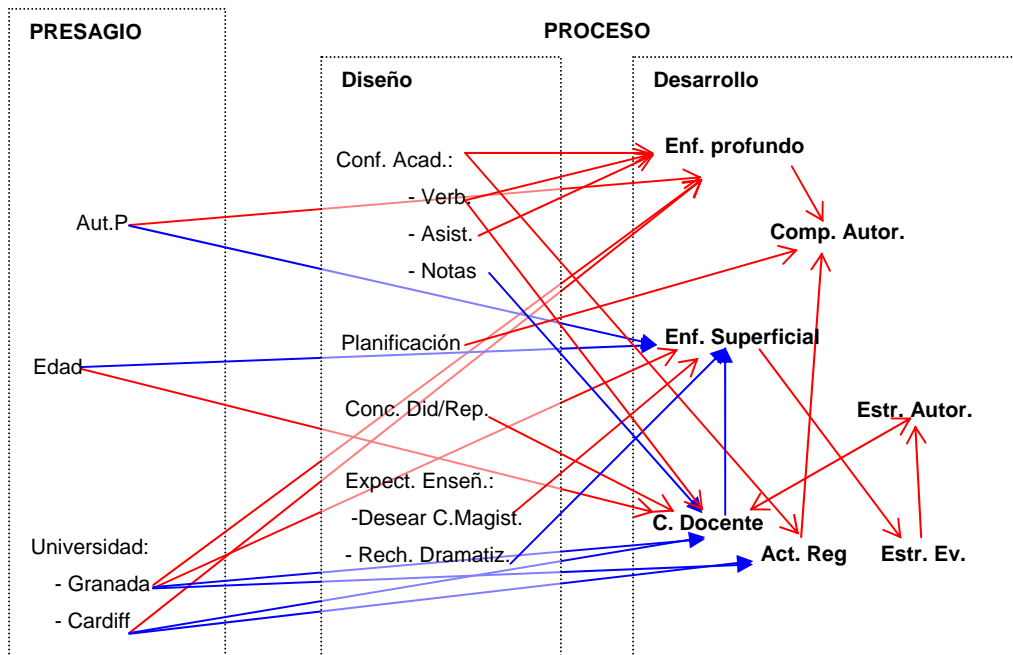 PRESAGIO
PROCESO
Diseño
Desarrollo
Conf. Acad.:
- Verb.
- Asist.
- Notas
Enf. profundo
Aut.P
Comp. Autor.
Planificación
Enf. Superficial
Edad
Conc. Did/Rep.
Estr. Autor.
Expect. Enseñ.:
-Desear C.Magist.
- Rech. Dramatiz.
C. Docente
Act. Reg
Estr. Ev.
Universidad:
- Granada
- Cardiff